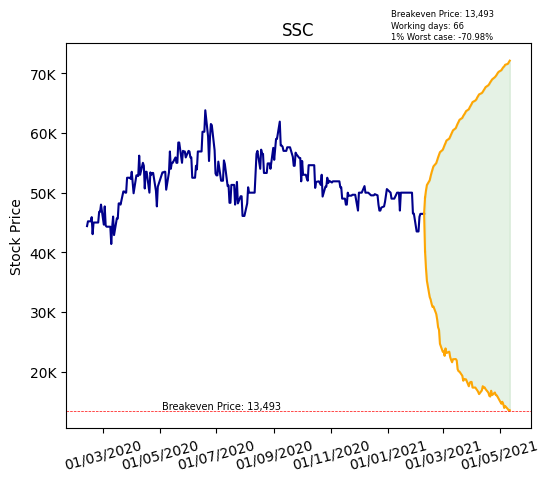 Breakeven Price: 13,493
Working days: 66
1% Worst case: -70.98%
SSC
Stock Price
70K
60K
50K
40K
30K
20K
Breakeven Price: 13,493
01/03/2020
01/05/2020
01/07/2020
01/09/2020
01/11/2020
01/01/2021
01/03/2021
01/05/2021